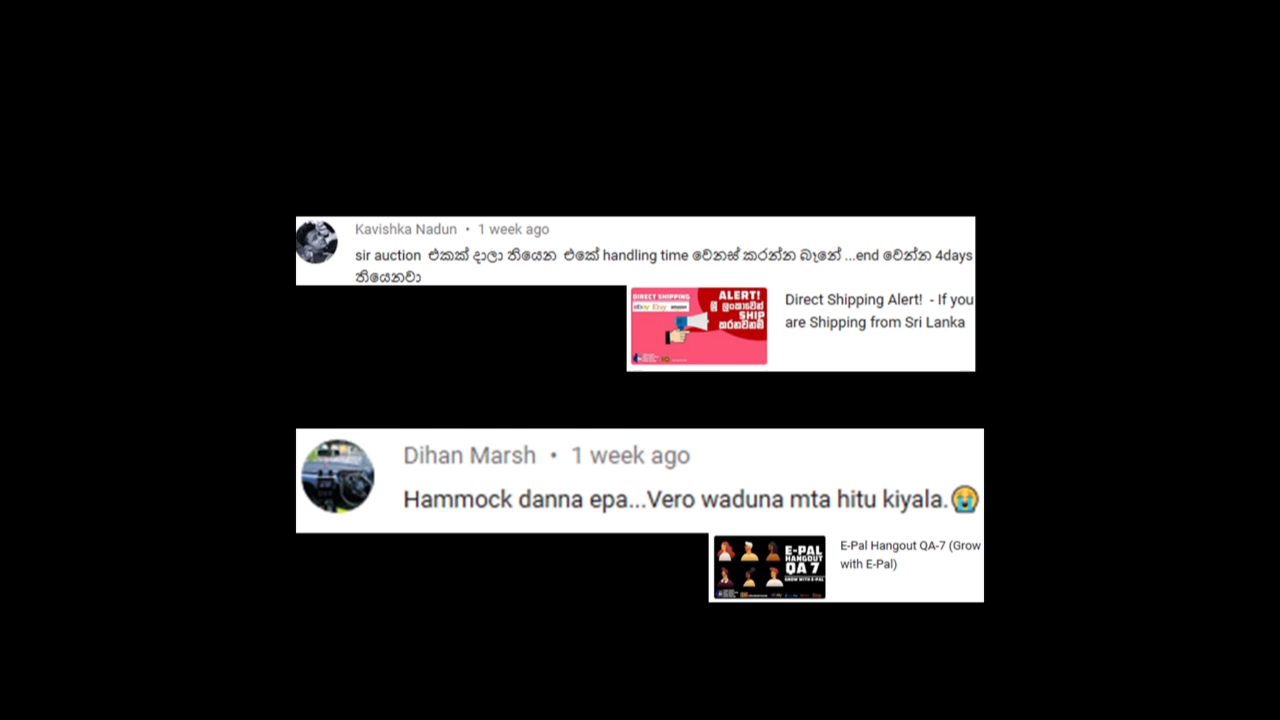 Kavishka Nadun • 1 week ago
sir auction එකක් දාලා තියෙන එකේ handling time වෙනස් කරන්න බෑනේ ...end වෙන්න 4days
තියෙනවා
DIRECT SHIPPING
ALERT!
ebay Etsy amazon
ශ්‍රී ලංකාවෙන්
SHIP
කරනවනම්
Direct Shipping Alert! - If you
are Shipping from Sri Lanka
Dihan Marsh • 1 week ago
Hammock danna epa...Vero waduna mta hitu kiyala.😭
E-PAL
HANGOUT
QA 7
GROW WITH E-PAL
E-Pal Hangout QA-7 (Grow
with E-Pal)